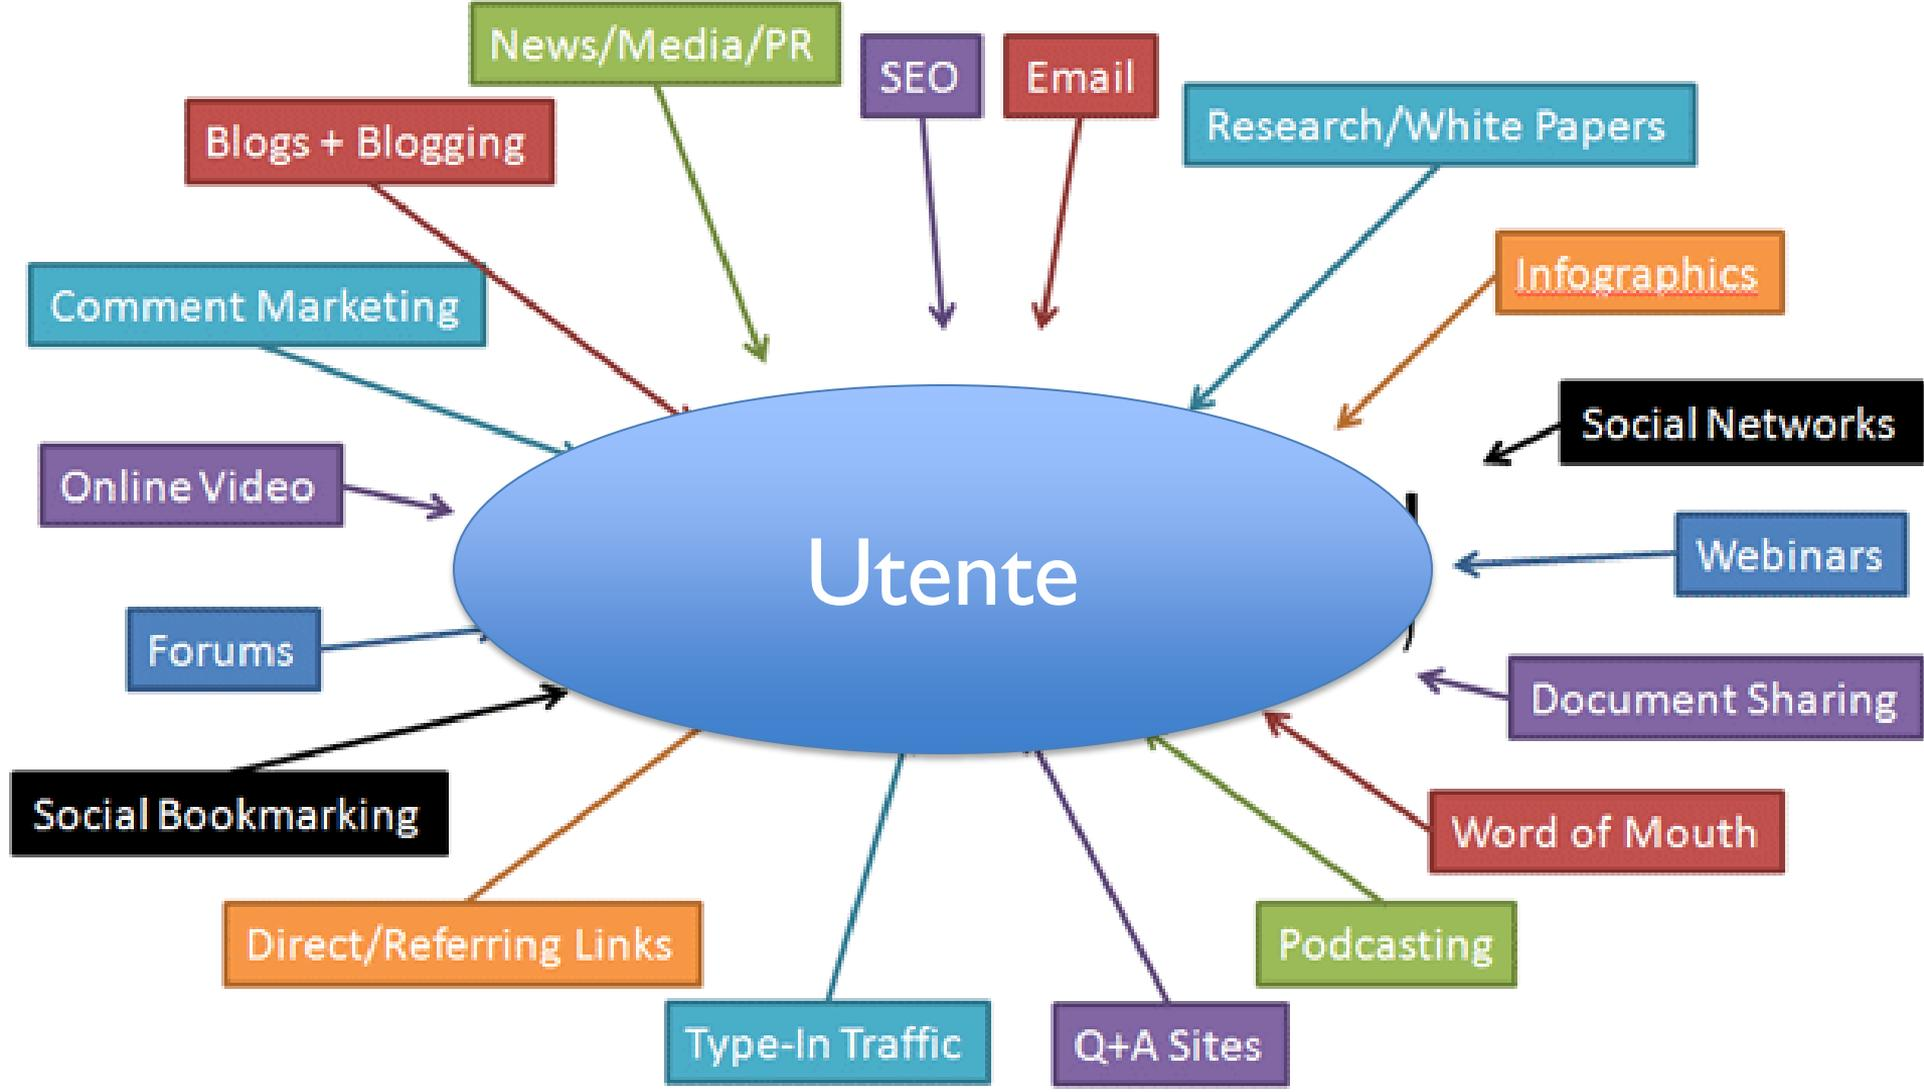 News/Media/PR
SEO
Email
Blogs + Blogging
Research/White Papers
Comment Marketing
Infographics
Social Networks
Online Video
Utente
Webinars
Forums
Document Sharing
Social Bookmarking
Word of Mouth
Direct/Referring Links
Podcasting
Type-In Traffic
Q+A Sites